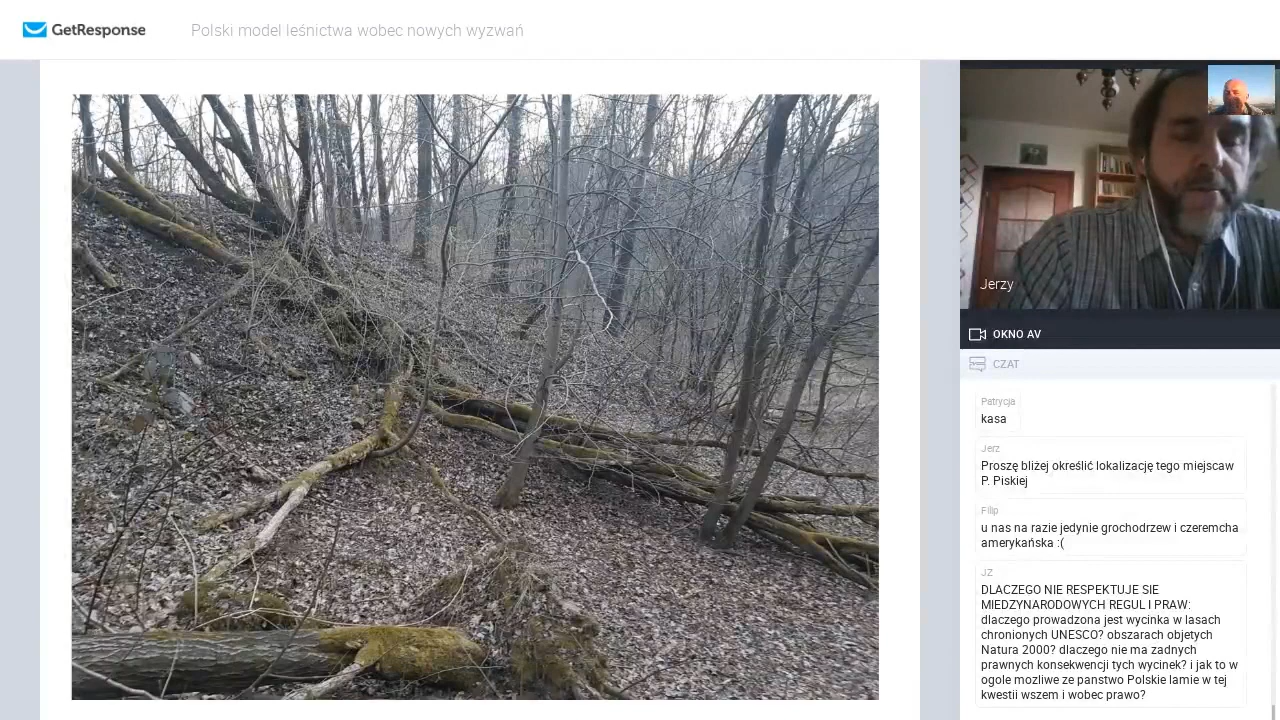 GetResponse
Polski model leśnictwa wobec nowych wyzwań
Jerzy
OKNO AV
CZAT
Patrycja
kasa
Jerz
Proszę bliżej określić lokalizację tego miejscaw
P. Piskiej
Filip
u nas na razie jedynie grochodrzew i czeremcha
amerykańska :(
JZ
DLACZEGO NIE RESPEKTUJE SIE
MIEDZYNARODOWYCH REGUL I PRAW:
dlaczego prowadzona jest wycinka w lasach
chronionych UNESCO? obszarach objetych
Natura 2000? dlaczego nie ma zadnych
prawnych konsekwencji tych wycinek? i jak to w
ogole mozliwe ze panstwo Polskie lamie w tej
kwestii wszem i wobec prawo?